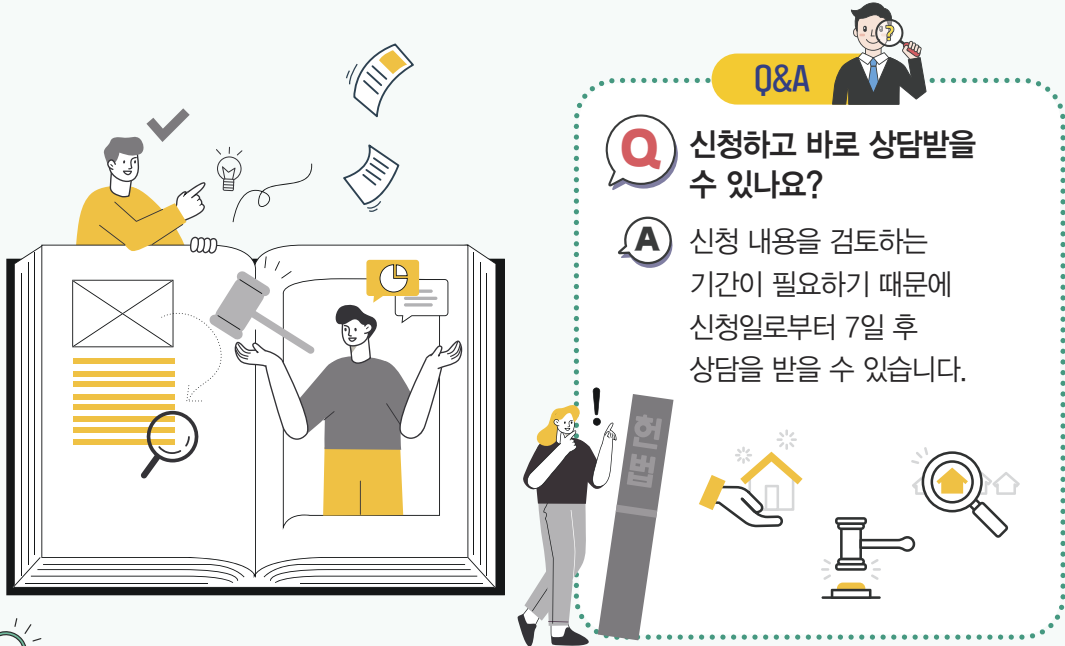 Q&A
?
Q 신청하고 바로 상담받을
수 있나요?
A 신청 내용을 검토하는
기간이 필요하기 때문에
신청일로부터 7일 후
상담을 받을 수 있습니다.
!
헌법